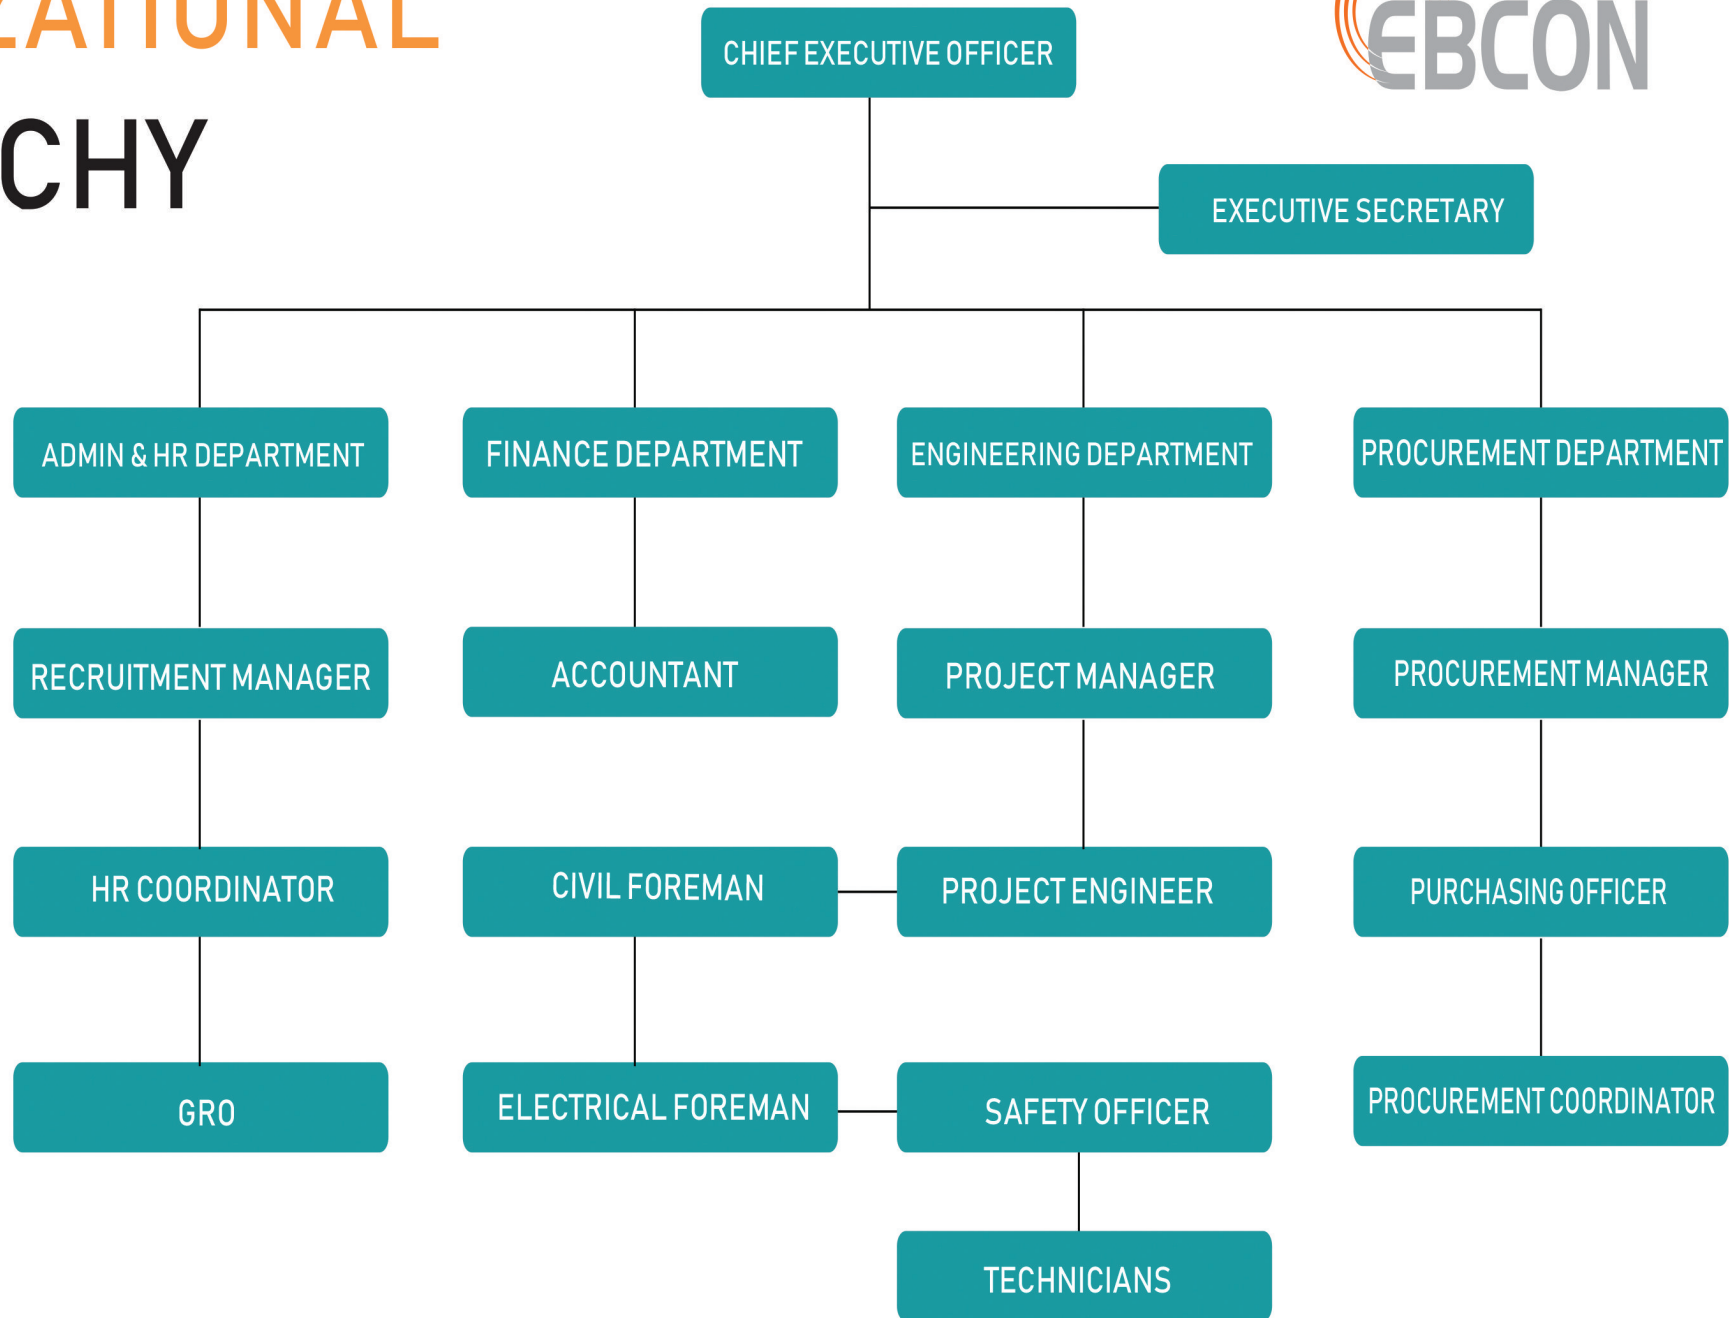 ZATIONAL
CHY
EBCON
CHIEF EXECUTIVE OFFICER
EXECUTIVE SECRETARY
ADMIN & HR DEPARTMENT
FINANCE DEPARTMENT
ENGINEERING DEPARTMENT
PROCUREMENT DEPARTMENT
RECRUITMENT MANAGER
ACCOUNTANT
PROJECT MANAGER
PROCUREMENT MANAGER
HR COORDINATOR
CIVIL FOREMAN
PROJECT ENGINEER
PURCHASING OFFICER
GRO
ELECTRICAL FOREMAN
SAFETY OFFICER
PROCUREMENT COORDINATOR
TECHNICIANS